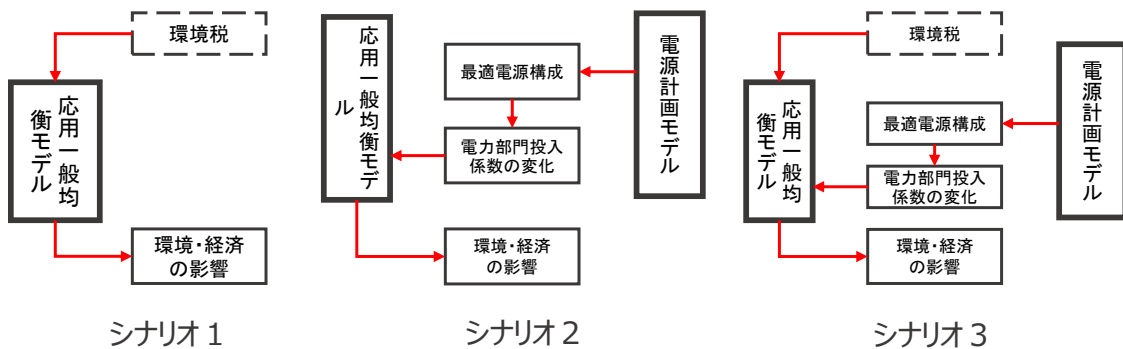 環境税
応用一般均
衡モデル
環境・経済
の影響
シナリオ1
応用一般均衡モデ
ル
最適電源構成
電力部門投入
係数の変化
電源計画モデル
環境・経済
の影響
シナリオ2
環境税
応用一般均
衡モデル
最適電源構成
電力部門投入
係数の変化
電源計画モデル
環境・経済
の影響
シナリオ3